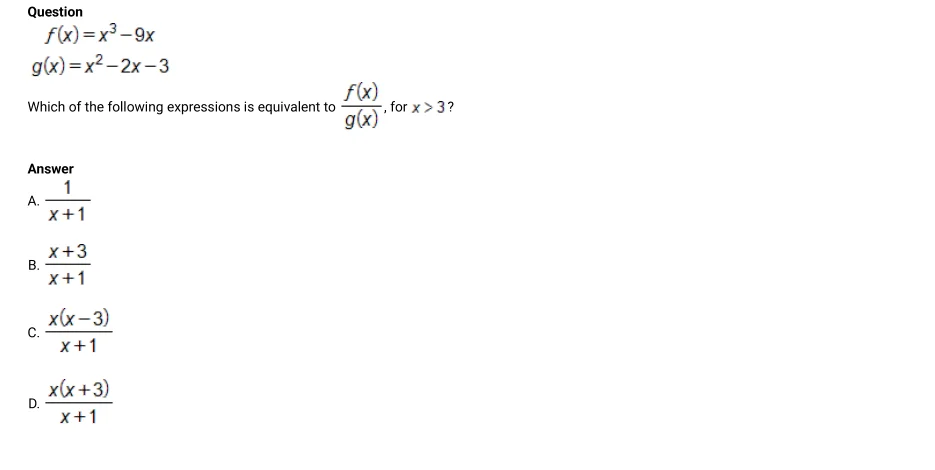 Question
f(x)=x³−9x
g(x)=x²−2x−3
Which of the following expressions is equivalent to f(x)/g(x), for x>3?
Answer
A. 1/(x+1)
B. (x+3)/(x+1)
C. x(x−3)/(x+1)
D. x(x+3)/(x+1)